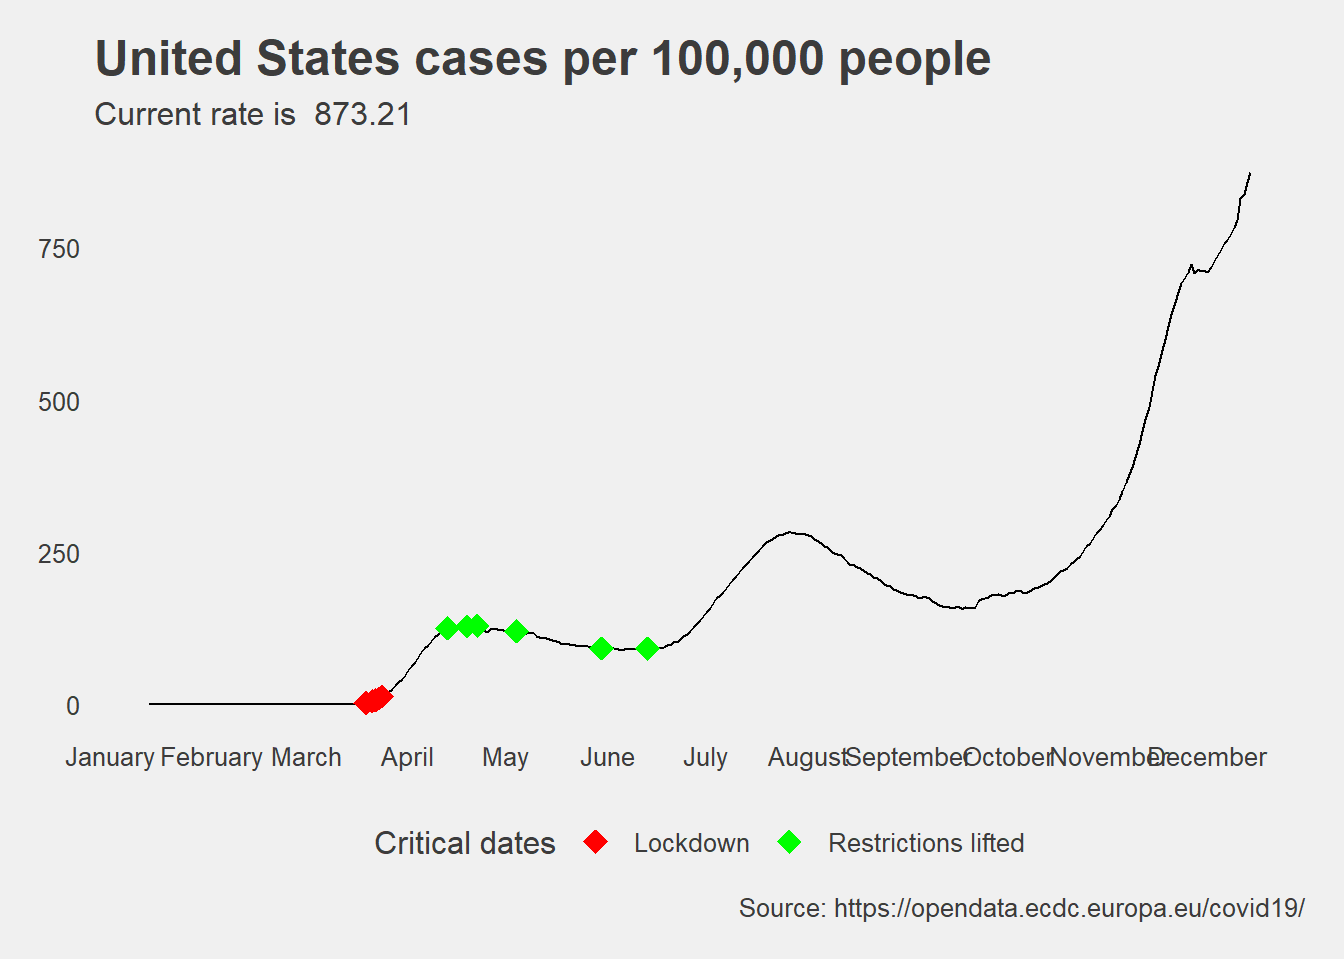 United States cases per 100,000 people
Current rate is  873.21
750
500
250
0
January February March April May June July August September October November December
Critical dates Lockdown Restrictions lifted
Source: https://opendata.ecdc.europa.eu/covid19/